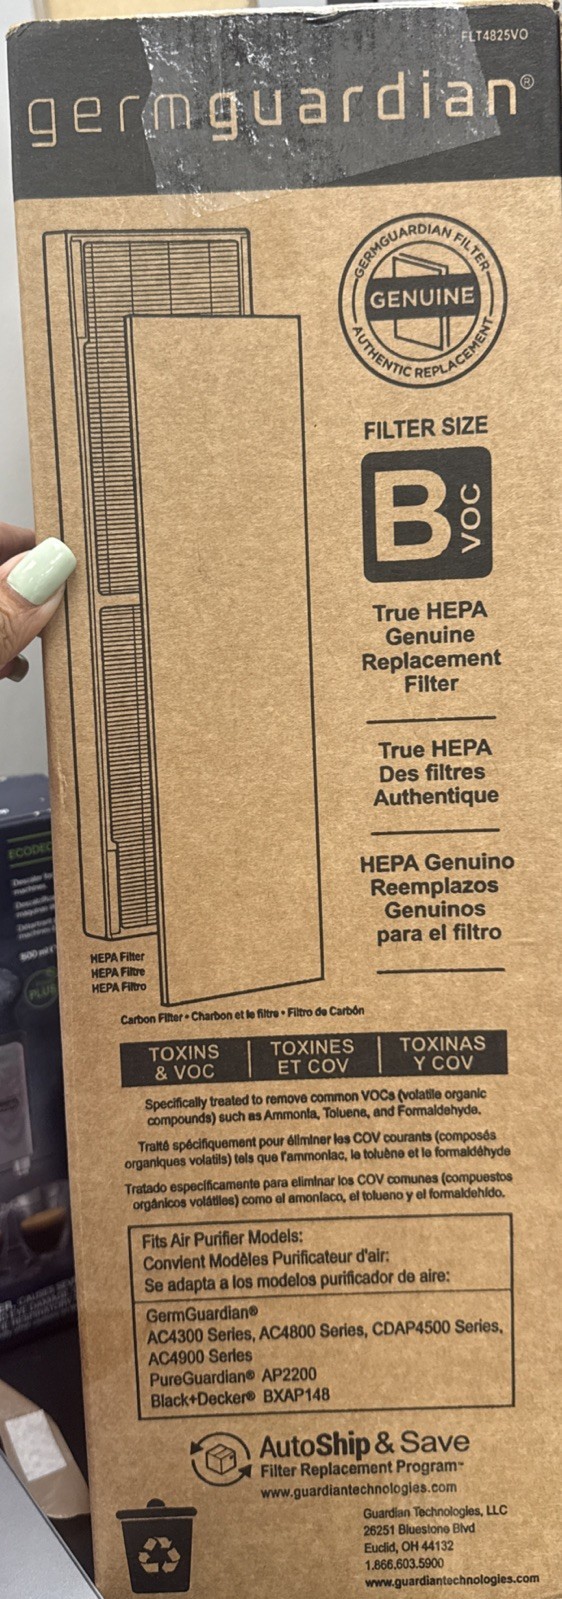 FLT4825VO
germguardian®
GERMGUARDIAN FILTER
GENUINE
AUTHENTIC REPLACEMENT
FILTER SIZE
B VOC
True HEPA
Genuine
Replacement
Filter
True HEPA
Des filtres
Authentique
HEPA Genuino
Reemplazos
Genuinos
para el filtro
HEPA Filter
HEPA Filtre
HEPA Filtro
Carbon Filter • Charbon et le filtre • Filtro de Carbón
TOXINS & VOC
TOXINES ET COV
TOXINAS Y COV
Specifically treated to remove common VOCs (volatile organic
compounds) such as Ammonia, Toluene, and Formaldehyde.
Traité spécifiquement pour éliminer les COV courants (composés
organiques volatils) tels que l'ammoniac, le toluène et le formaldéhyde
Tratado específicamente para eliminar los COV comunes (compuestos
orgánicos volátiles) como el amoníaco, el tolueno y el formaldehído.
Fits Air Purifier Models:
Convient Modèles Purificateur d'air:
Se adapta a los modelos purificador de aire:
GermGuardian®
AC4300 Series, AC4800 Series, CDAP4500 Series,
AC4900 Series
PureGuardian® AP2200
Black+Decker® BXAP148
AutoShip & Save
Filter Replacement Program™
www.guardiantechnologies.com
Guardian Technologies, LLC
26251 Bluestone Blvd
Euclid, OH 44132
1.866.603.5900
www.guardiantechnologies.com
ECODEC
PLUS